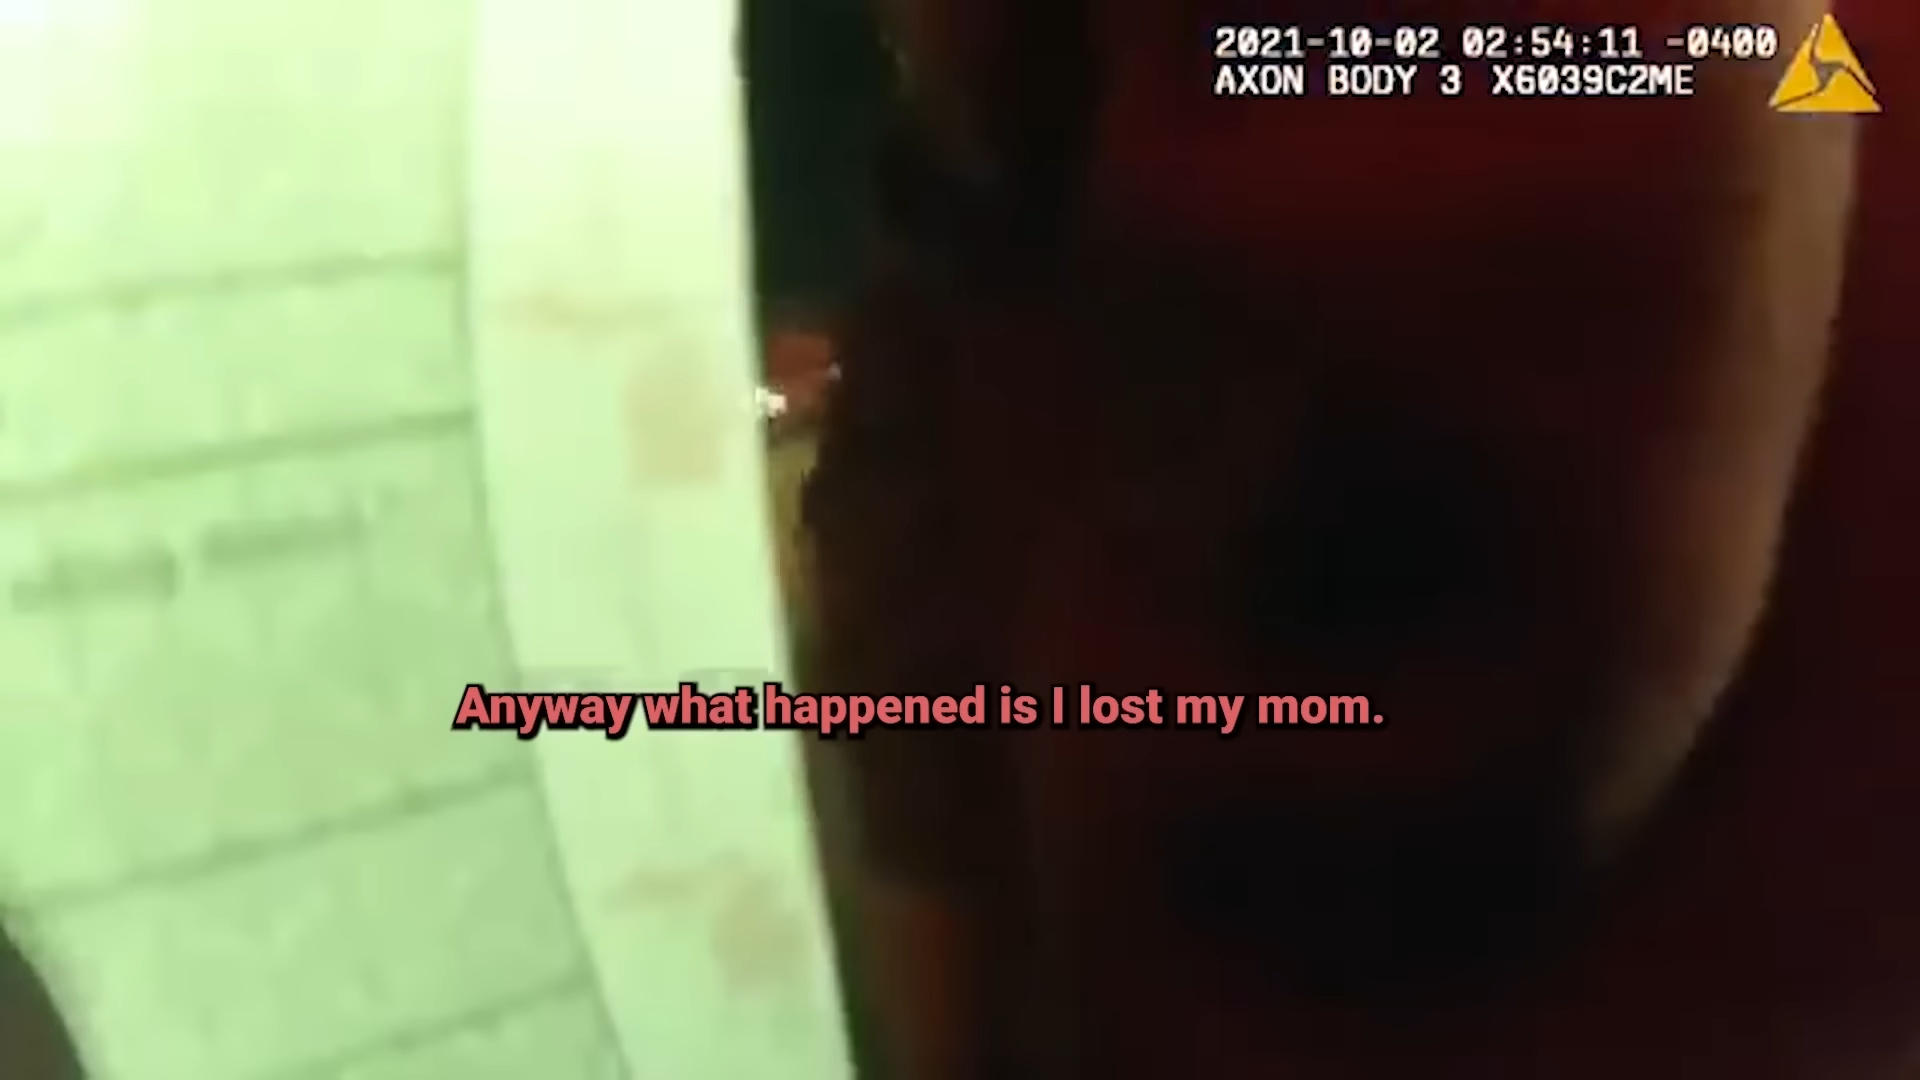 2021-10-02 02:54:11 -0400
AXON BODY 3 X6039C2ME
Anyway what happened is I lost my mom.